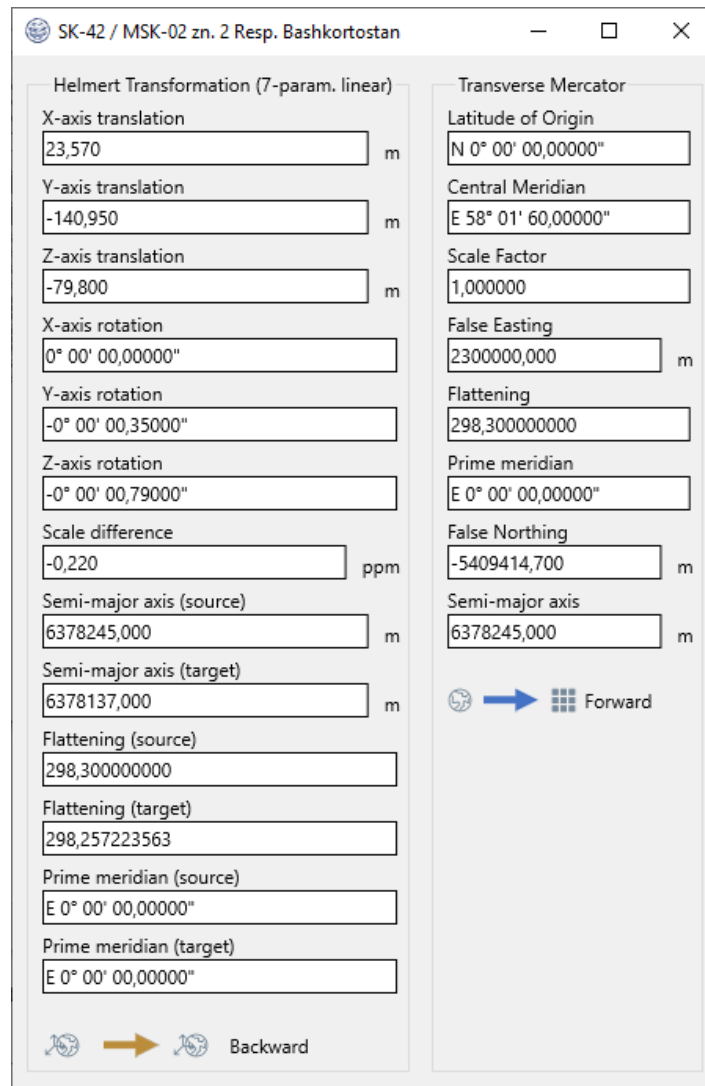 SK-42 / MSK-02 zn. 2 Resp. Bashkortostan
Helmert Transformation (7-param. linear)
X-axis translation
23,570 m
Y-axis translation
-140,950 m
Z-axis translation
-79,800 m
X-axis rotation
0° 00' 00,00000"
Y-axis rotation
-0° 00' 00,35000"
Z-axis rotation
-0° 00' 00,79000"
Scale difference
-0,220 ppm
Semi-major axis (source)
6378245,000 m
Semi-major axis (target)
6378137,000 m
Flattening (source)
298,300000000
Flattening (target)
298,257223563
Prime meridian (source)
E 0° 00' 00,00000"
Prime meridian (target)
E 0° 00' 00,00000"
Backward
Transverse Mercator
Latitude of Origin
N 0° 00' 00,00000"
Central Meridian
E 58° 01' 60,00000"
Scale Factor
1,000000
False Easting
2300000,000 m
Flattening
298,300000000
Prime meridian
E 0° 00' 00,00000"
False Northing
-5409414,700 m
Semi-major axis
6378245,000 m
Forward